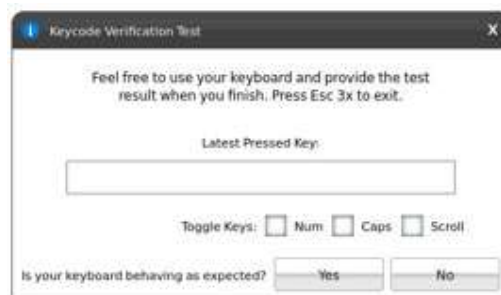 Keycode Verification Test
X
Feel free to use your keyboard and provide the test
result when you finish. Press Esc 3x to exit.
Latest Pressed Key:
Toggle Keys: Num Caps Scroll
Is your keyboard behaving as expected? Yes No